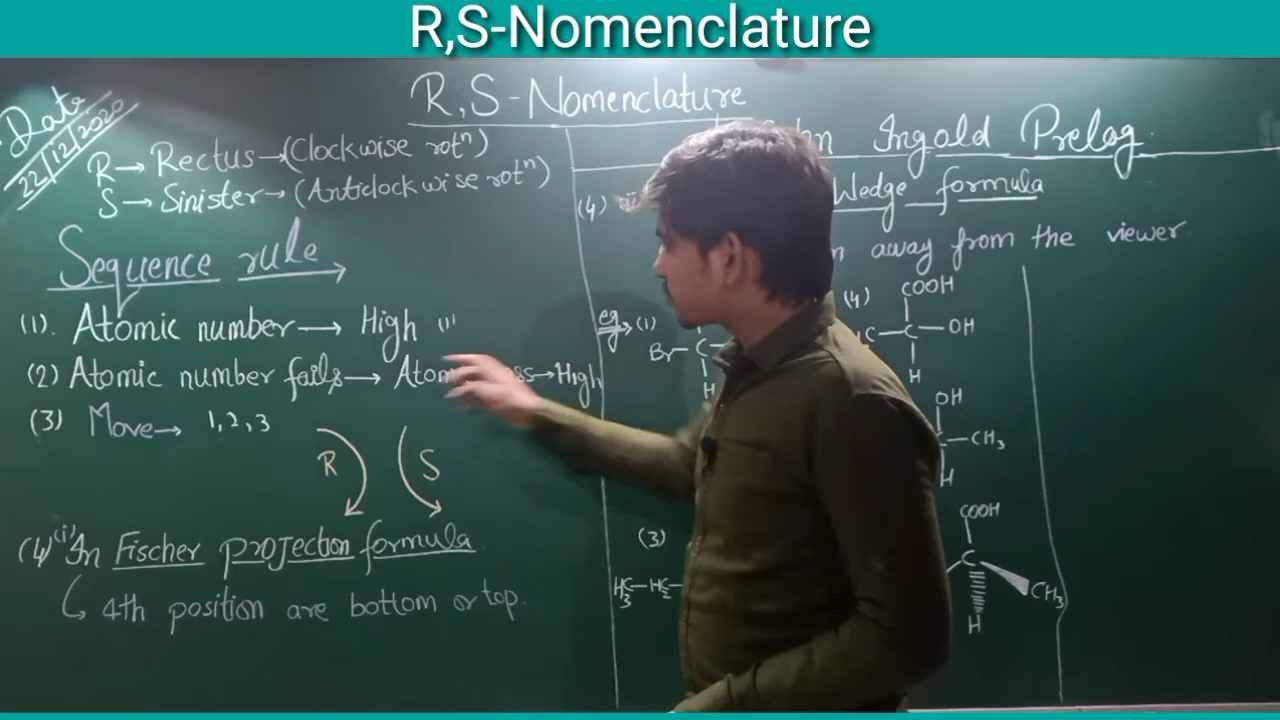 R,S-Nomenclature
R,S-Nomenclature
Date
22/12/2020
R→ Rectus→(Clockwise rotⁿ)
S→ Sinister→ (Anticlockwise rotⁿ)
Sequence rule
(1). Atomic number→ High (1)
(2) Atomic number fails→ High
(3) Move→ 1,2,3
R S
(4)(i) In Fischer projection formula
4th position are bottom or top.
Ingold Prelog
(4) Wedge formula
away from the viewer
eg→ (1)
Br–C–
H
(4)
COOH
C–C–OH
H
OH
–CH3
H
(3)
H3C–H2C–
COOH
C
CH3
H